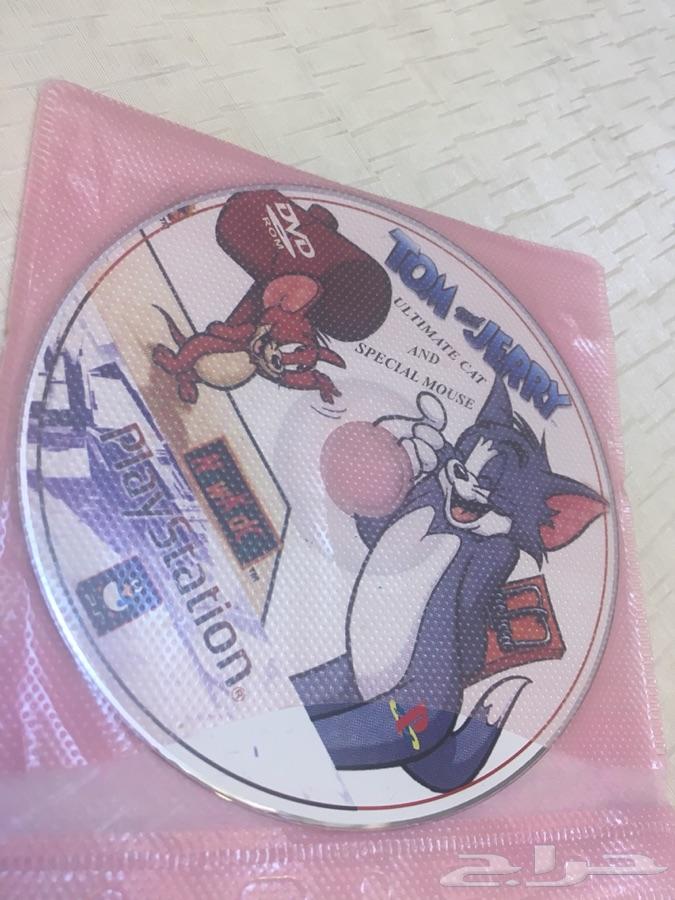 DVD
ROM
TOM and JERRY
ULTIMATE CAT
AND
SPECIAL MOUSE
PlayStation®
حراج